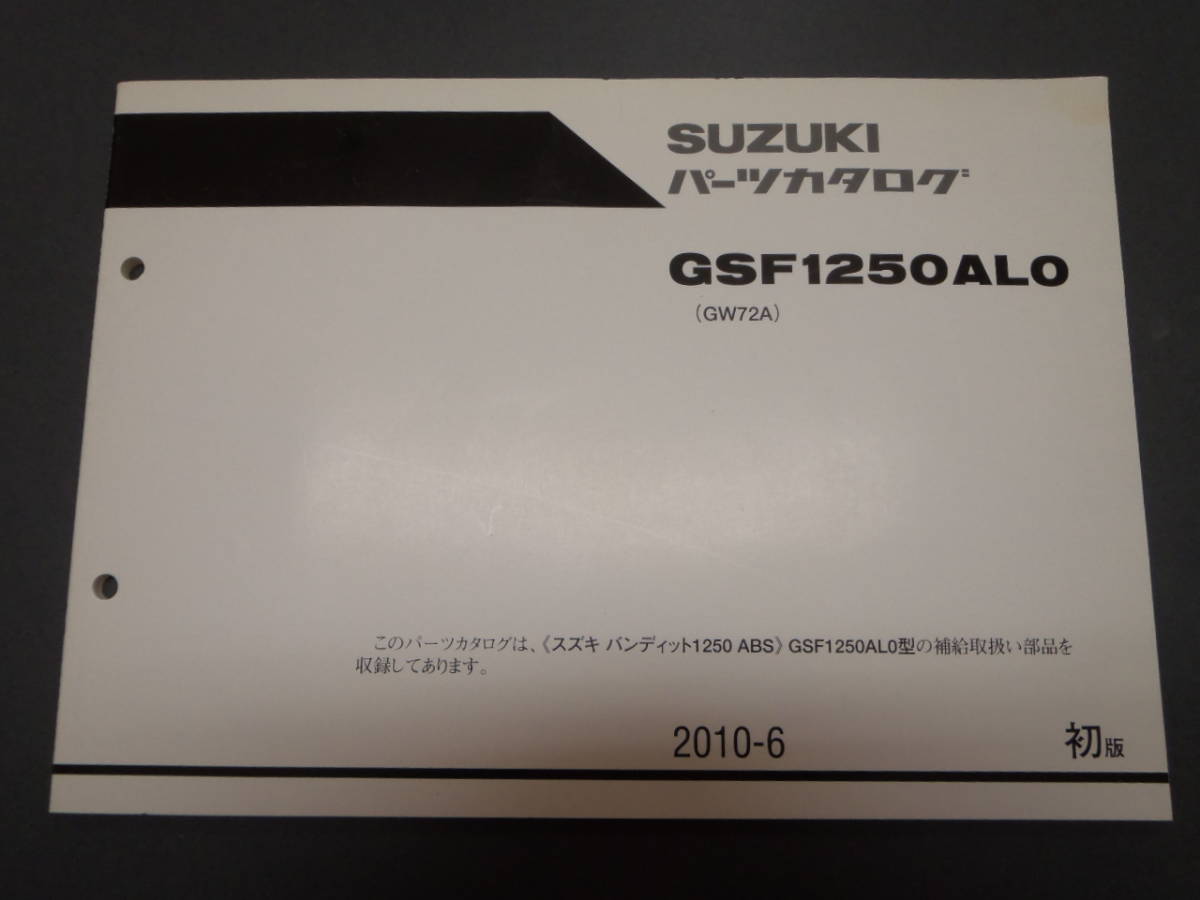 SUZUKI
パーツカタログ
GSF1250AL0
(GW72A)
このパーツカタログは、《スズキ バンディット1250 ABS》GSF1250AL0型の補給取扱い部品を
収録してあります。
2010-6 初版